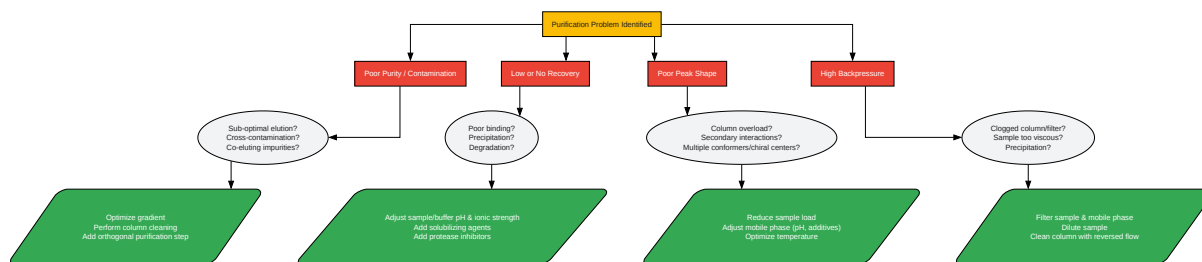 Purification Problem Identified
Poor Purity / Contamination
Low or No Recovery
Poor Peak Shape
High Backpressure
Sub-optimal elution?
Cross-contamination?
Co-eluting impurities?
Poor binding?
Precipitation?
Degradation?
Column overload?
Secondary interactions?
Multiple conformers/chiral centers?
Clogged column/filter?
Sample too viscous?
Precipitation?
Optimize gradient
Perform column cleaning
Add orthogonal purification step
Adjust sample/buffer pH & ionic strength
Add solubilizing agents
Add protease inhibitors
Reduce sample load
Adjust mobile phase (pH, additives)
Optimize temperature
Filter sample & mobile phase
Dilute sample
Clean column with reversed flow